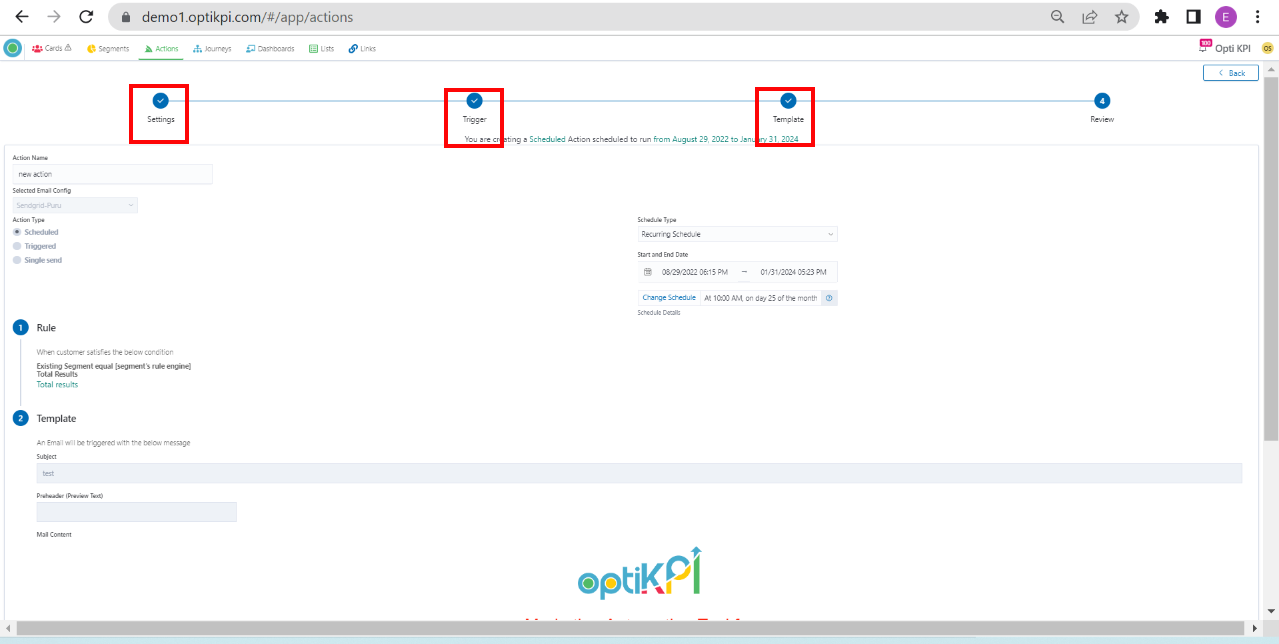 demo1.optikpi.com/#/app/actions
E
Cards
Segments
Actions
Journeys
Dashboards
Lists
Links
100
Opti KPI
OS
Back
Settings
Trigger
Template
4
Review
You are creating a Scheduled Action scheduled to run from August 29, 2022 to January 31, 2024
Action Name
new action
Selected Email Config
Sendgrid-Puru
Action Type
Scheduled
Triggered
Single send
Schedule Type
Recurring Schedule
Start and End Date
08/29/2022 06:15 PM → 01/31/2024 05:23 PM
Change Schedule At 10:00 AM, on day 25 of the month
Schedule Details
1 Rule
When customer satisfies the below condition
Existing Segment equal [segment's rule engine]
Total Results
Total results
2 Template
An Email will be triggered with the below message
Subject
test
Preheader (Preview Text)
Mail Content
optiKPI